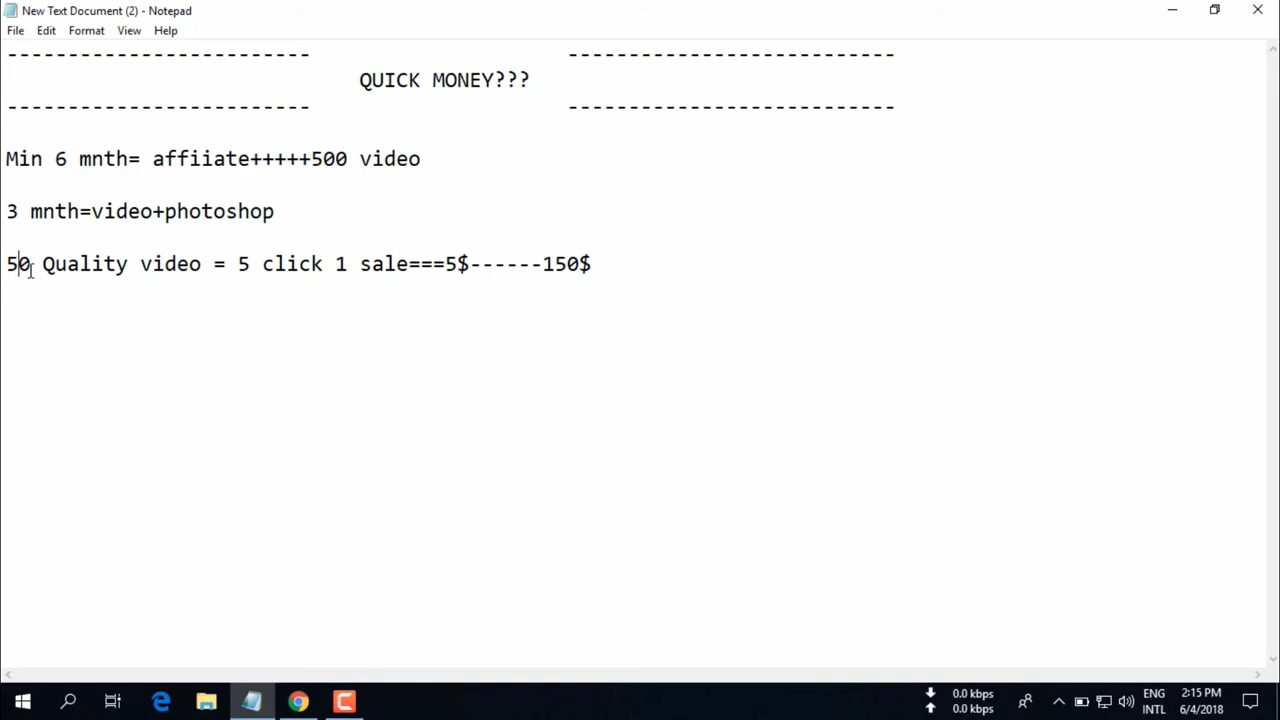 New Text Document (2) - Notepad
File Edit Format View Help
------------------------- ---------------------------
QUICK MONEY???
------------------------- ---------------------------
Min 6 mnth= affiiate+++++500 video
3 mnth=video+photoshop
50 Quality video = 5 click 1 sale===5$------150$
0.0 kbps
0.0 kbps
ENG
INTL
2:15 PM
6/4/2018